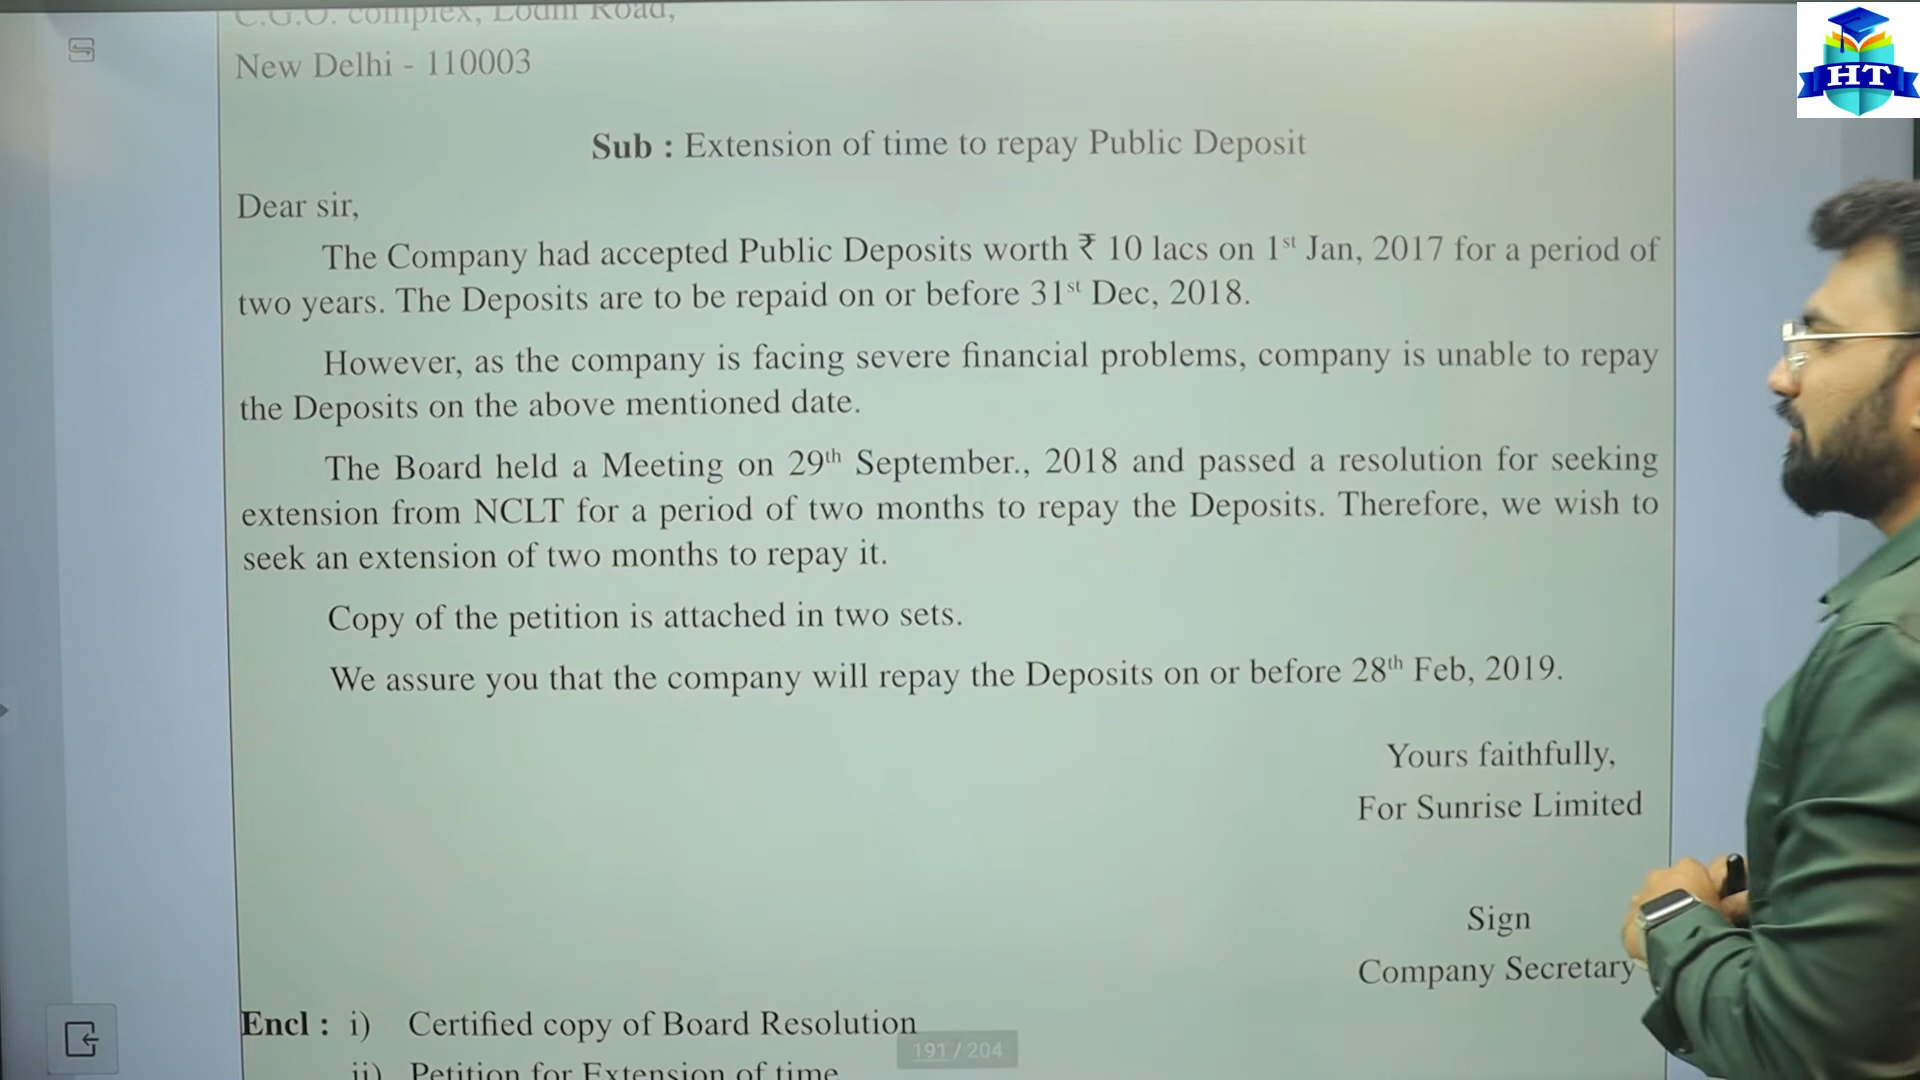 C.G.O. complex, Lodhi Road,
New Delhi - 110003
HT
Sub : Extension of time to repay Public Deposit
Dear sir,
The Company had accepted Public Deposits worth ₹ 10 lacs on 1st Jan, 2017 for a period of
two years. The Deposits are to be repaid on or before 31st Dec, 2018.
However, as the company is facing severe financial problems, company is unable to repay
the Deposits on the above mentioned date.
The Board held a Meeting on 29th September., 2018 and passed a resolution for seeking
extension from NCLT for a period of two months to repay the Deposits. Therefore, we wish to
seek an extension of two months to repay it.
Copy of the petition is attached in two sets.
We assure you that the company will repay the Deposits on or before 28th Feb, 2019.
Yours faithfully,
For Sunrise Limited
Sign
Company Secretary
Encl : i) Certified copy of Board Resolution
191 / 204
ii) Petition for Extension of time